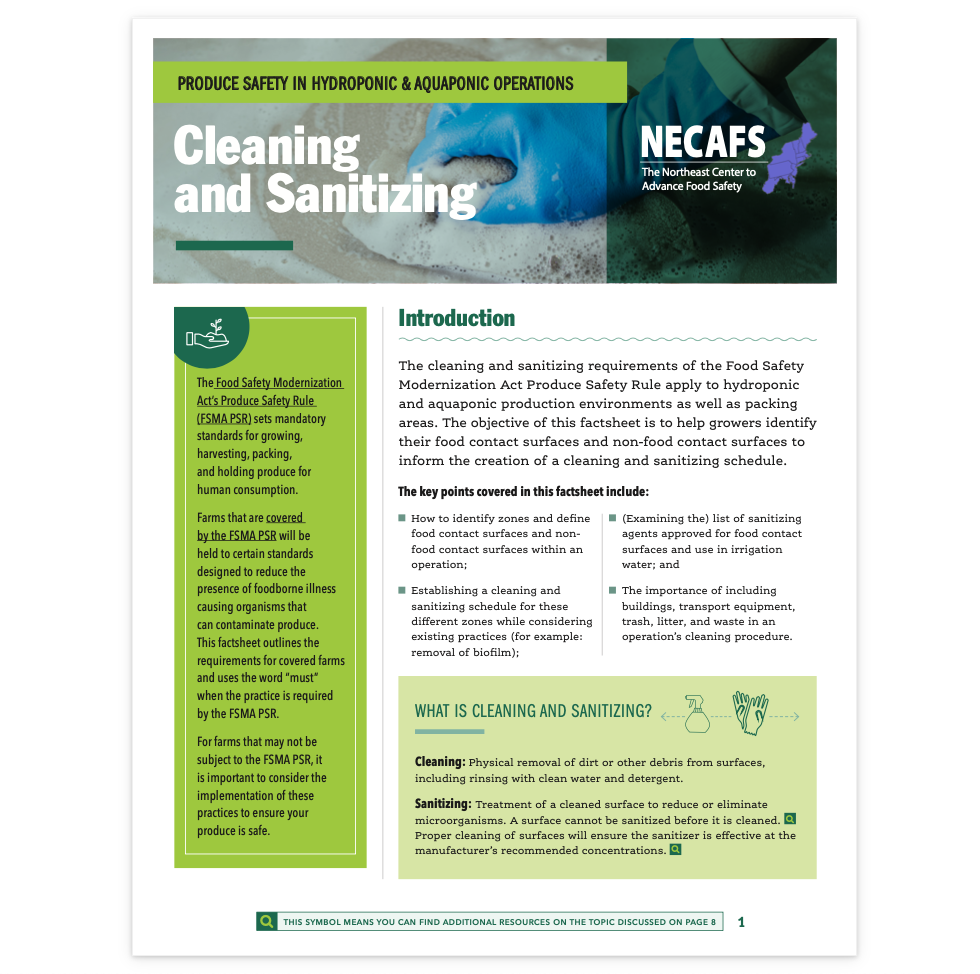 PRODUCE SAFETY IN HYDROPONIC & AQUAPONIC OPERATIONS
Cleaning
and Sanitizing
NECAFS
The Northeast Center to
Advance Food Safety
The Food Safety Modernization
Act's Produce Safety Rule
(FSMA PSR) sets mandatory
standards for growing,
harvesting, packing,
and holding produce for
human consumption.
Farms that are covered
by the FSMA PSR will be
held to certain standards
designed to reduce the
presence of foodborne illness
causing organisms that
can contaminate produce.
This factsheet outlines the
requirements for covered farms
and uses the word "must"
when the practice is required
by the FSMA PSR.
For farms that may not be
subject to the FSMA PSR, it
is important to consider the
implementation of these
practices to ensure your
produce is safe.
Introduction
The cleaning and sanitizing requirements of the Food Safety
Modernization Act Produce Safety Rule apply to hydroponic
and aquaponic production environments as well as packing
areas. The objective of this factsheet is to help growers identify
their food contact surfaces and non-food contact surfaces to
inform the creation of a cleaning and sanitizing schedule.
The key points covered in this factsheet include:
How to identify zones and define
food contact surfaces and non-
food contact surfaces within an
operation;
Establishing a cleaning and
sanitizing schedule for these
different zones while considering
existing practices (for example:
removal of biofilm);
(Examining the) list of sanitizing
agents approved for food contact
surfaces and use in irrigation
water; and
The importance of including
buildings, transport equipment,
trash, litter, and waste in an
operation's cleaning procedure.
WHAT IS CLEANING AND SANITIZING?
Cleaning: Physical removal of dirt or other debris from surfaces,
including rinsing with clean water and detergent.
Sanitizing: Treatment of a cleaned surface to reduce or eliminate
microorganisms. A surface cannot be sanitized before it is cleaned.
Proper cleaning of surfaces will ensure the sanitizer is effective at the
manufacturer's recommended concentrations.
THIS SYMBOL MEANS YOU CAN FIND ADDITIONAL RESOURCES ON THE TOPIC DISCUSSED ON PAGE 8
1